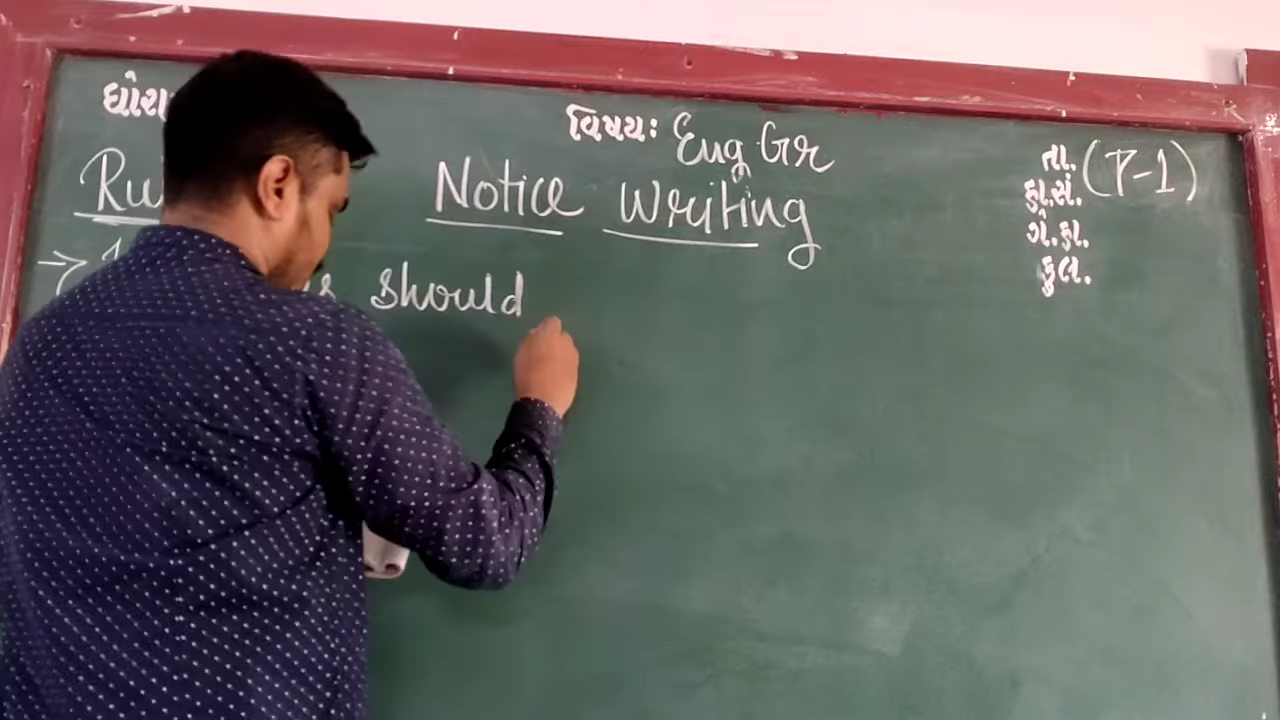 વિષય: Eng Gr
તા. (P-1)
Notice Writing
હા.સં.
ગે.હા.
કુલ.
→ should